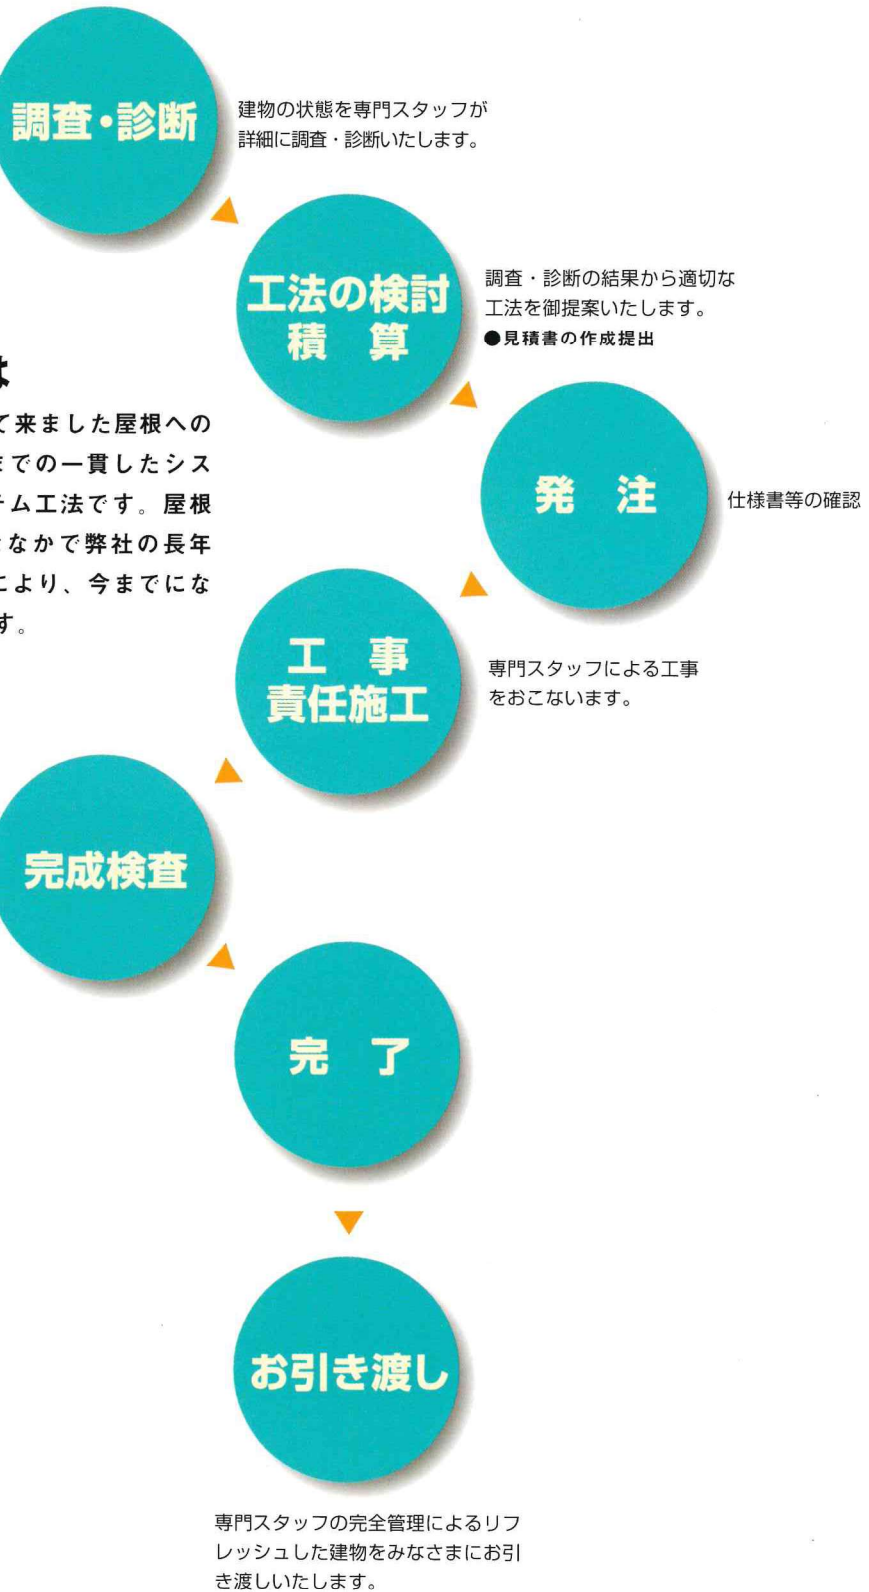 調査・診断
建物の状態を専門スタッフが
詳細に調査・診断いたします。
工法の検討
積　算
調査・診断の結果から適切な
工法を御提案いたします。
●見積書の作成提出
は
て来ました屋根への
までの一貫したシス
テム工法です。屋根
なかで弊社の長年
により、今までにな
す。
発　注
仕様書等の確認
工　事
責任施工
専門スタッフによる工事
をおこないます。
完成検査
完　了
お引き渡し
専門スタッフの完全管理によるリフ
レッシュした建物をみなさまにお引
き渡しいたします。